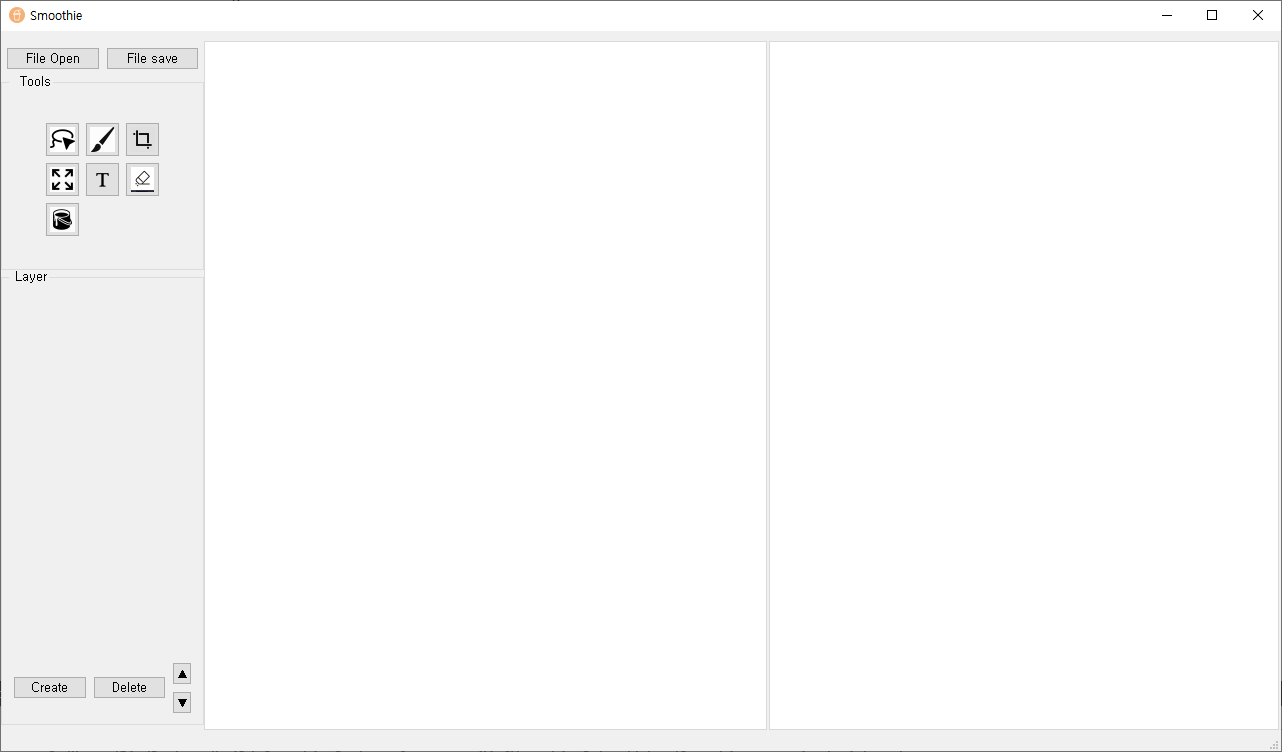 Smoothie
File Open
File save
Tools
T
Layer
Create
Delete